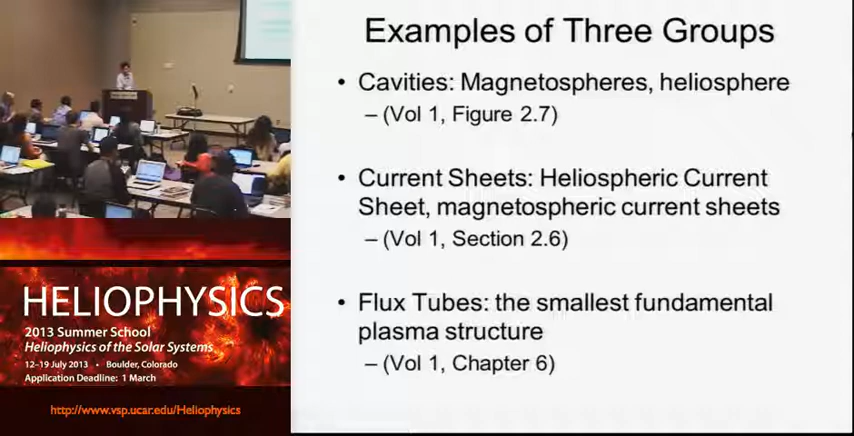 Examples of Three Groups
• Cavities: Magnetospheres, heliosphere
– (Vol 1, Figure 2.7)
• Current Sheets: Heliospheric Current
Sheet, magnetospheric current sheets
– (Vol 1, Section 2.6)
• Flux Tubes: the smallest fundamental
plasma structure
– (Vol 1, Chapter 6)
HELIOPHYSICS
2013 Summer School
Heliophysics of the Solar Systems
12–19 July 2013 • Boulder, Colorado
Application Deadline: 1 March
http://www.vsp.ucar.edu/Heliophysics